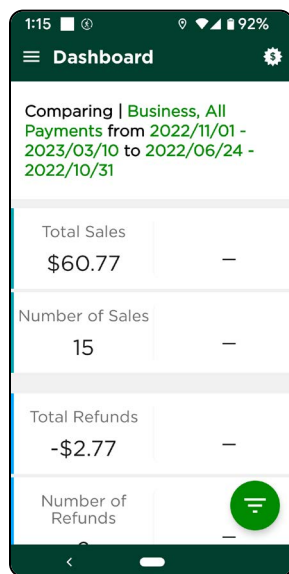 1:15 92%
Dashboard
Comparing | Business, All
Payments from 2022/11/01 -
2023/03/10 to 2022/06/24 -
2022/10/31
Total Sales
$60.77 –
Number of Sales
15 –
Total Refunds
-$2.77 –
Number of
Refunds
–